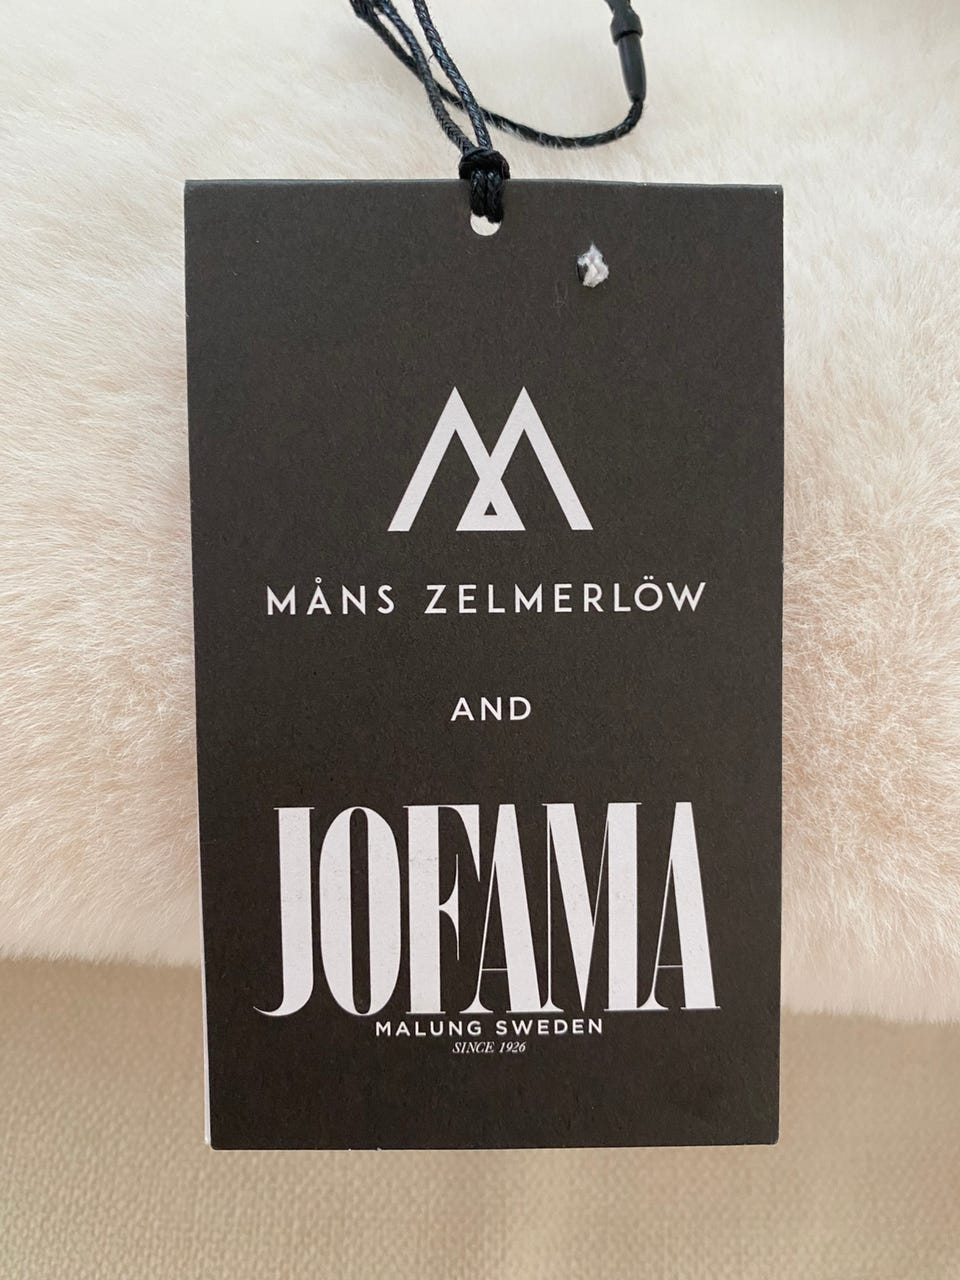 MÅNS ZELMERLÖW
AND
JOFAMA
MALUNG SWEDEN
SINCE 1926